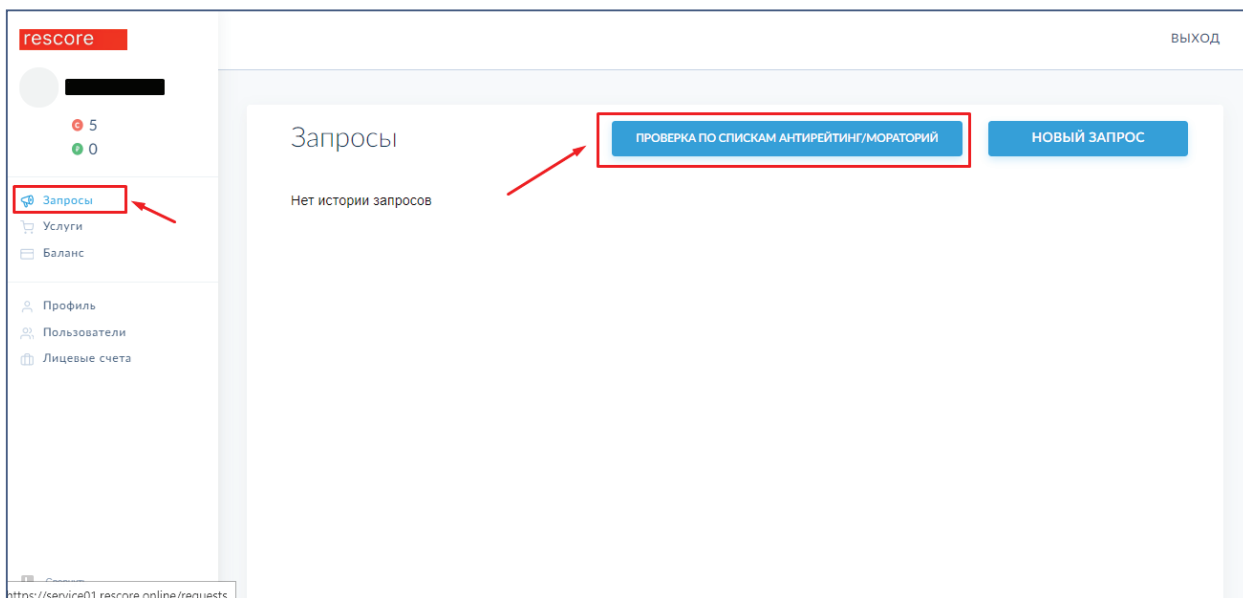 rescore
ВЫХОД
5
0
Запросы
ПРОВЕРКА ПО СПИСКАМ АНТИРЕЙТИНГ/МОРАТОРИЙ
НОВЫЙ ЗАПРОС
Запросы
Нет истории запросов
Услуги
Баланс
Профиль
Пользователи
Лицевые счета
https://service01.rescore.online/requests